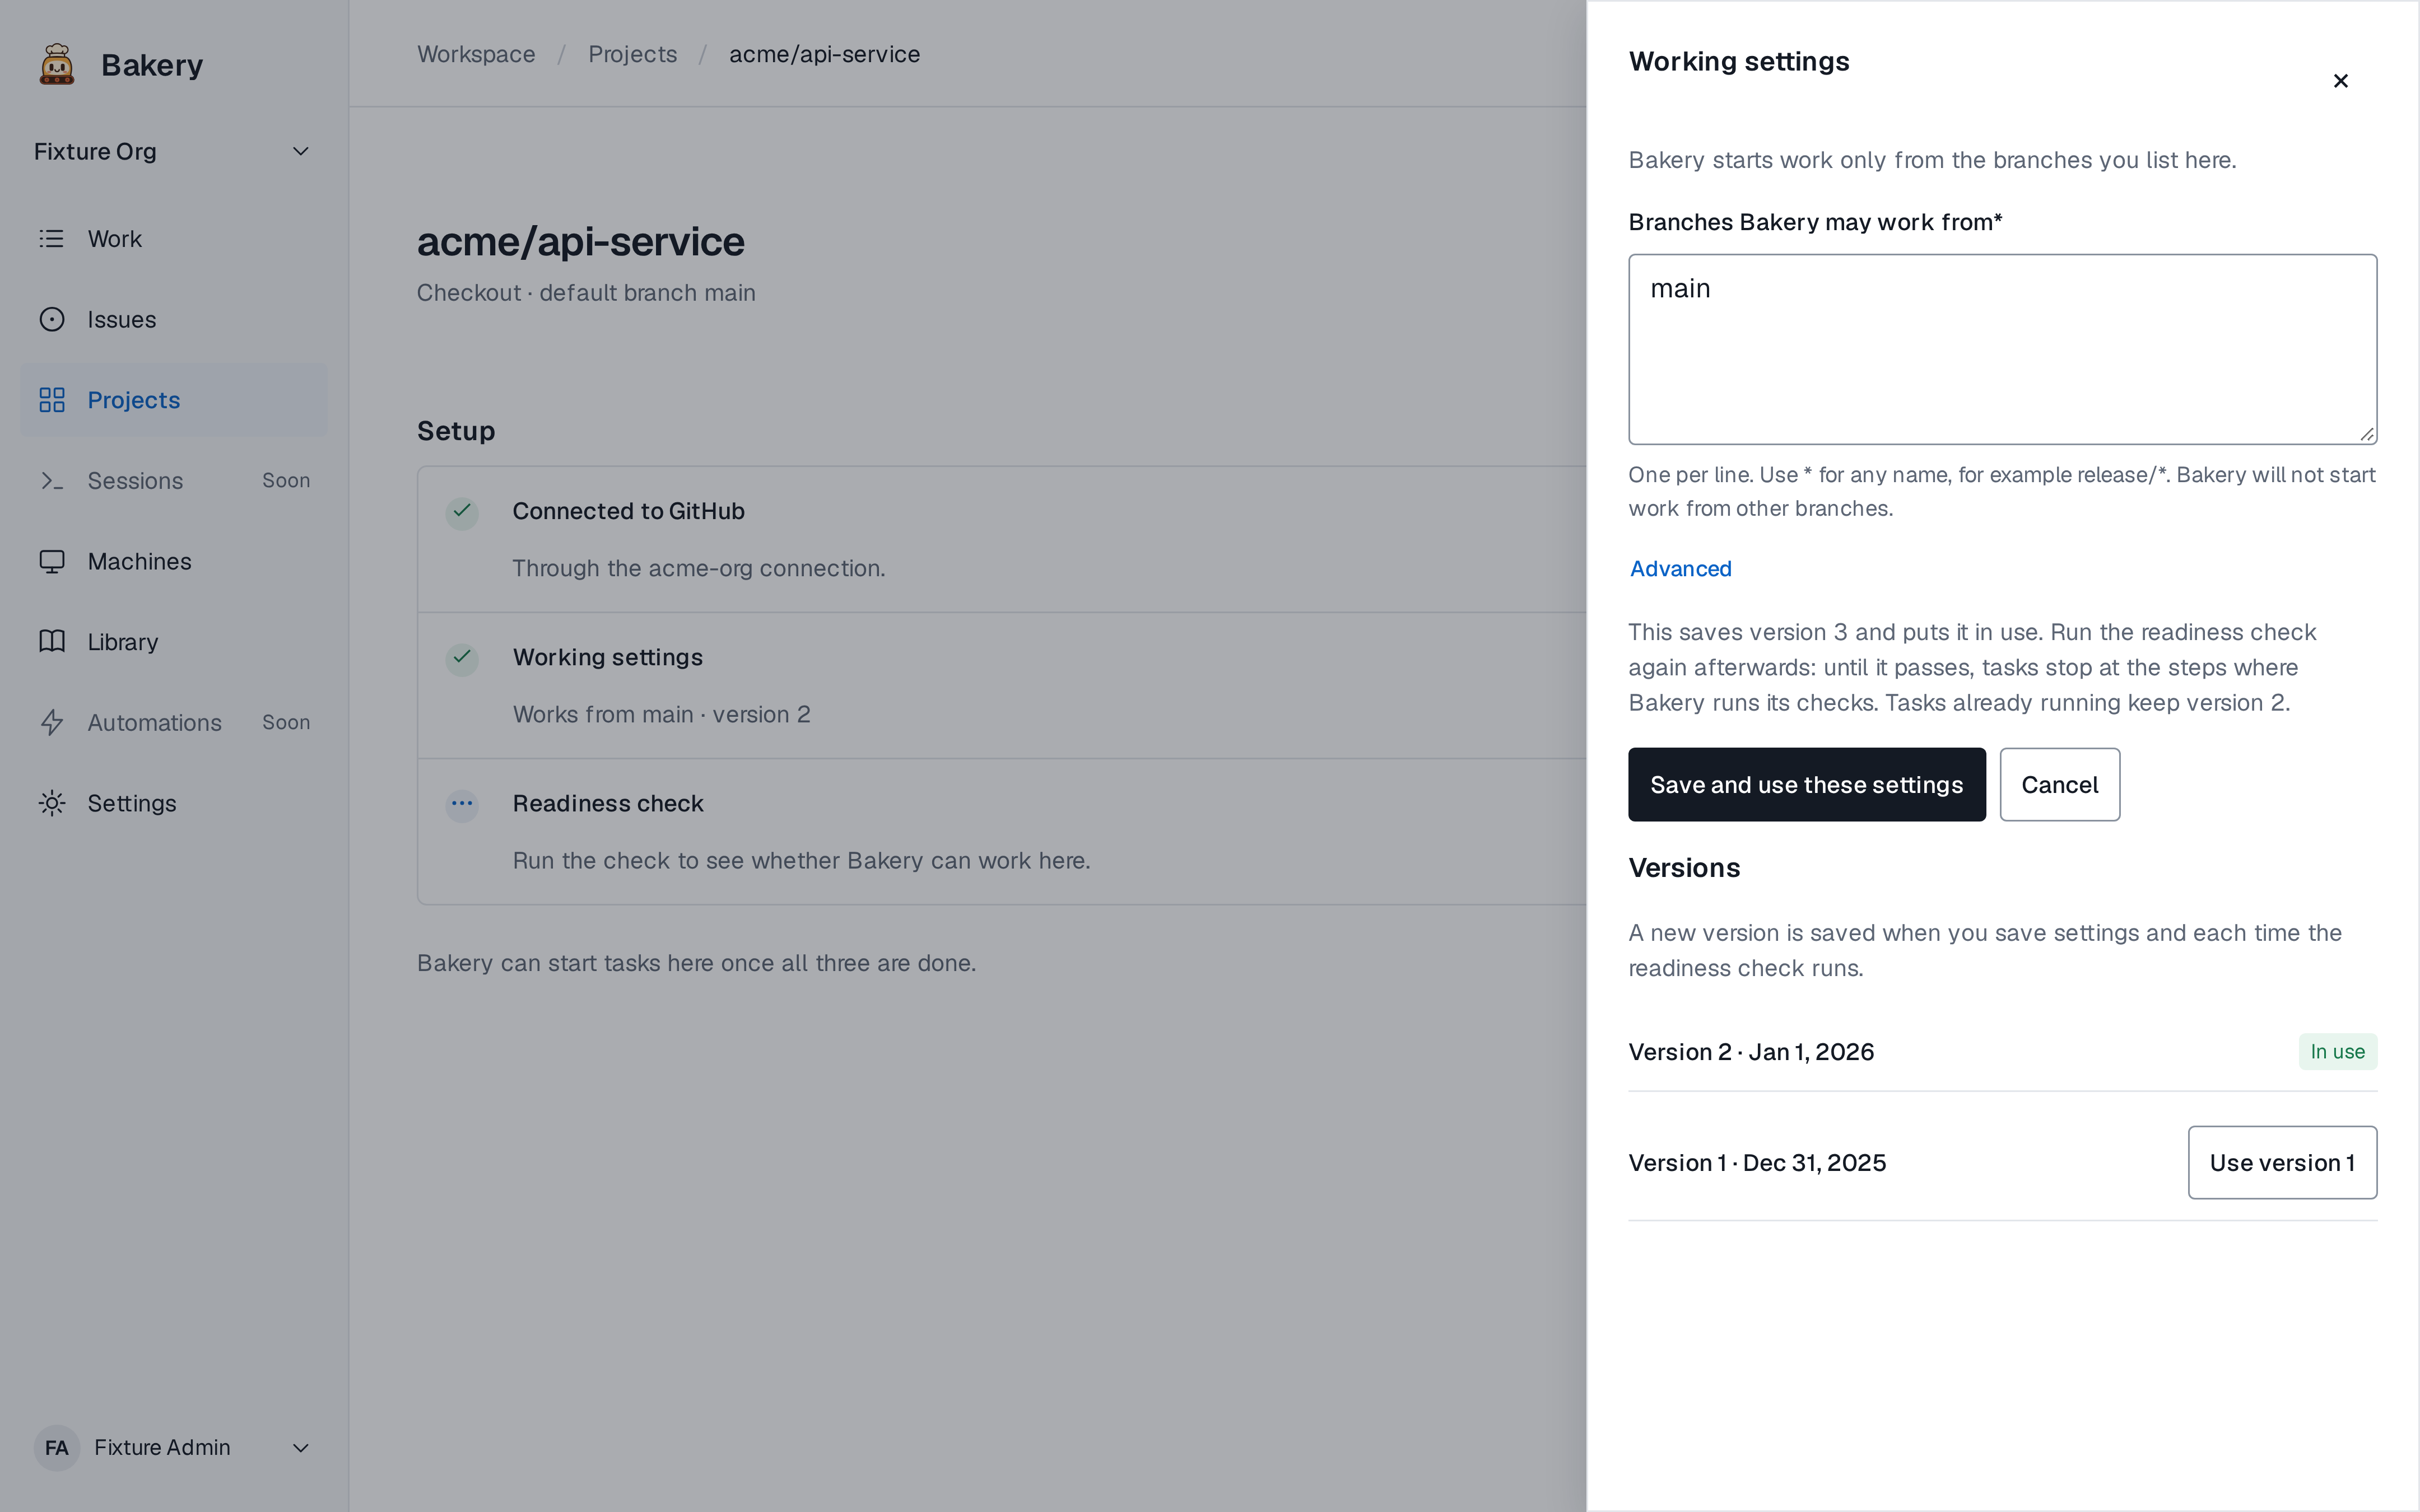 Bakery
Fixture Org
Work
Issues
Projects
Sessions Soon
Machines
Library
Automations Soon
Settings
FA Fixture Admin
Workspace / Projects / acme/api-service
acme/api-service
Checkout · default branch main
Setup
Connected to GitHub
Through the acme-org connection.
Working settings
Works from main · version 2
Readiness check
Run the check to see whether Bakery can work here.
Bakery can start tasks here once all three are done.
Working settings
Bakery starts work only from the branches you list here.
Branches Bakery may work from*
main
One per line. Use * for any name, for example release/*. Bakery will not start
work from other branches.
Advanced
This saves version 3 and puts it in use. Run the readiness check
again afterwards: until it passes, tasks stop at the steps where
Bakery runs its checks. Tasks already running keep version 2.
Save and use these settings Cancel
Versions
A new version is saved when you save settings and each time the
readiness check runs.
Version 2 · Jan 1, 2026 In use
Version 1 · Dec 31, 2025 Use version 1